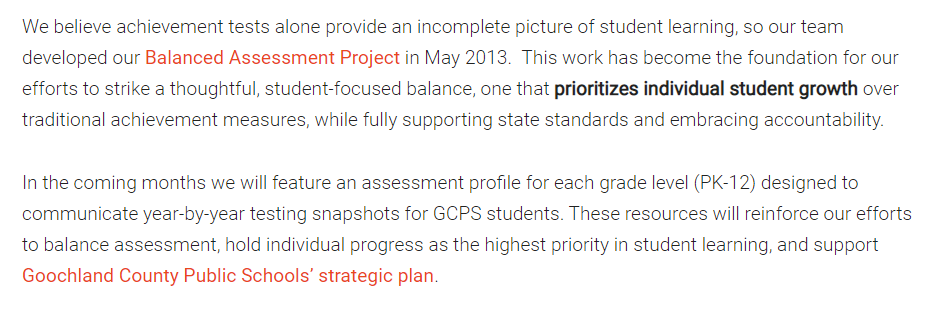 We believe achievement tests alone provide an incomplete picture of student learning, so our team
developed our Balanced Assessment Project in May 2013.  This work has become the foundation for our
efforts to strike a thoughtful, student-focused balance, one that prioritizes individual student growth over
traditional achievement measures, while fully supporting state standards and embracing accountability.
In the coming months we will feature an assessment profile for each grade level (PK-12) designed to
communicate year-by-year testing snapshots for GCPS students. These resources will reinforce our efforts
to balance assessment, hold individual progress as the highest priority in student learning, and support
Goochland County Public Schools’ strategic plan.